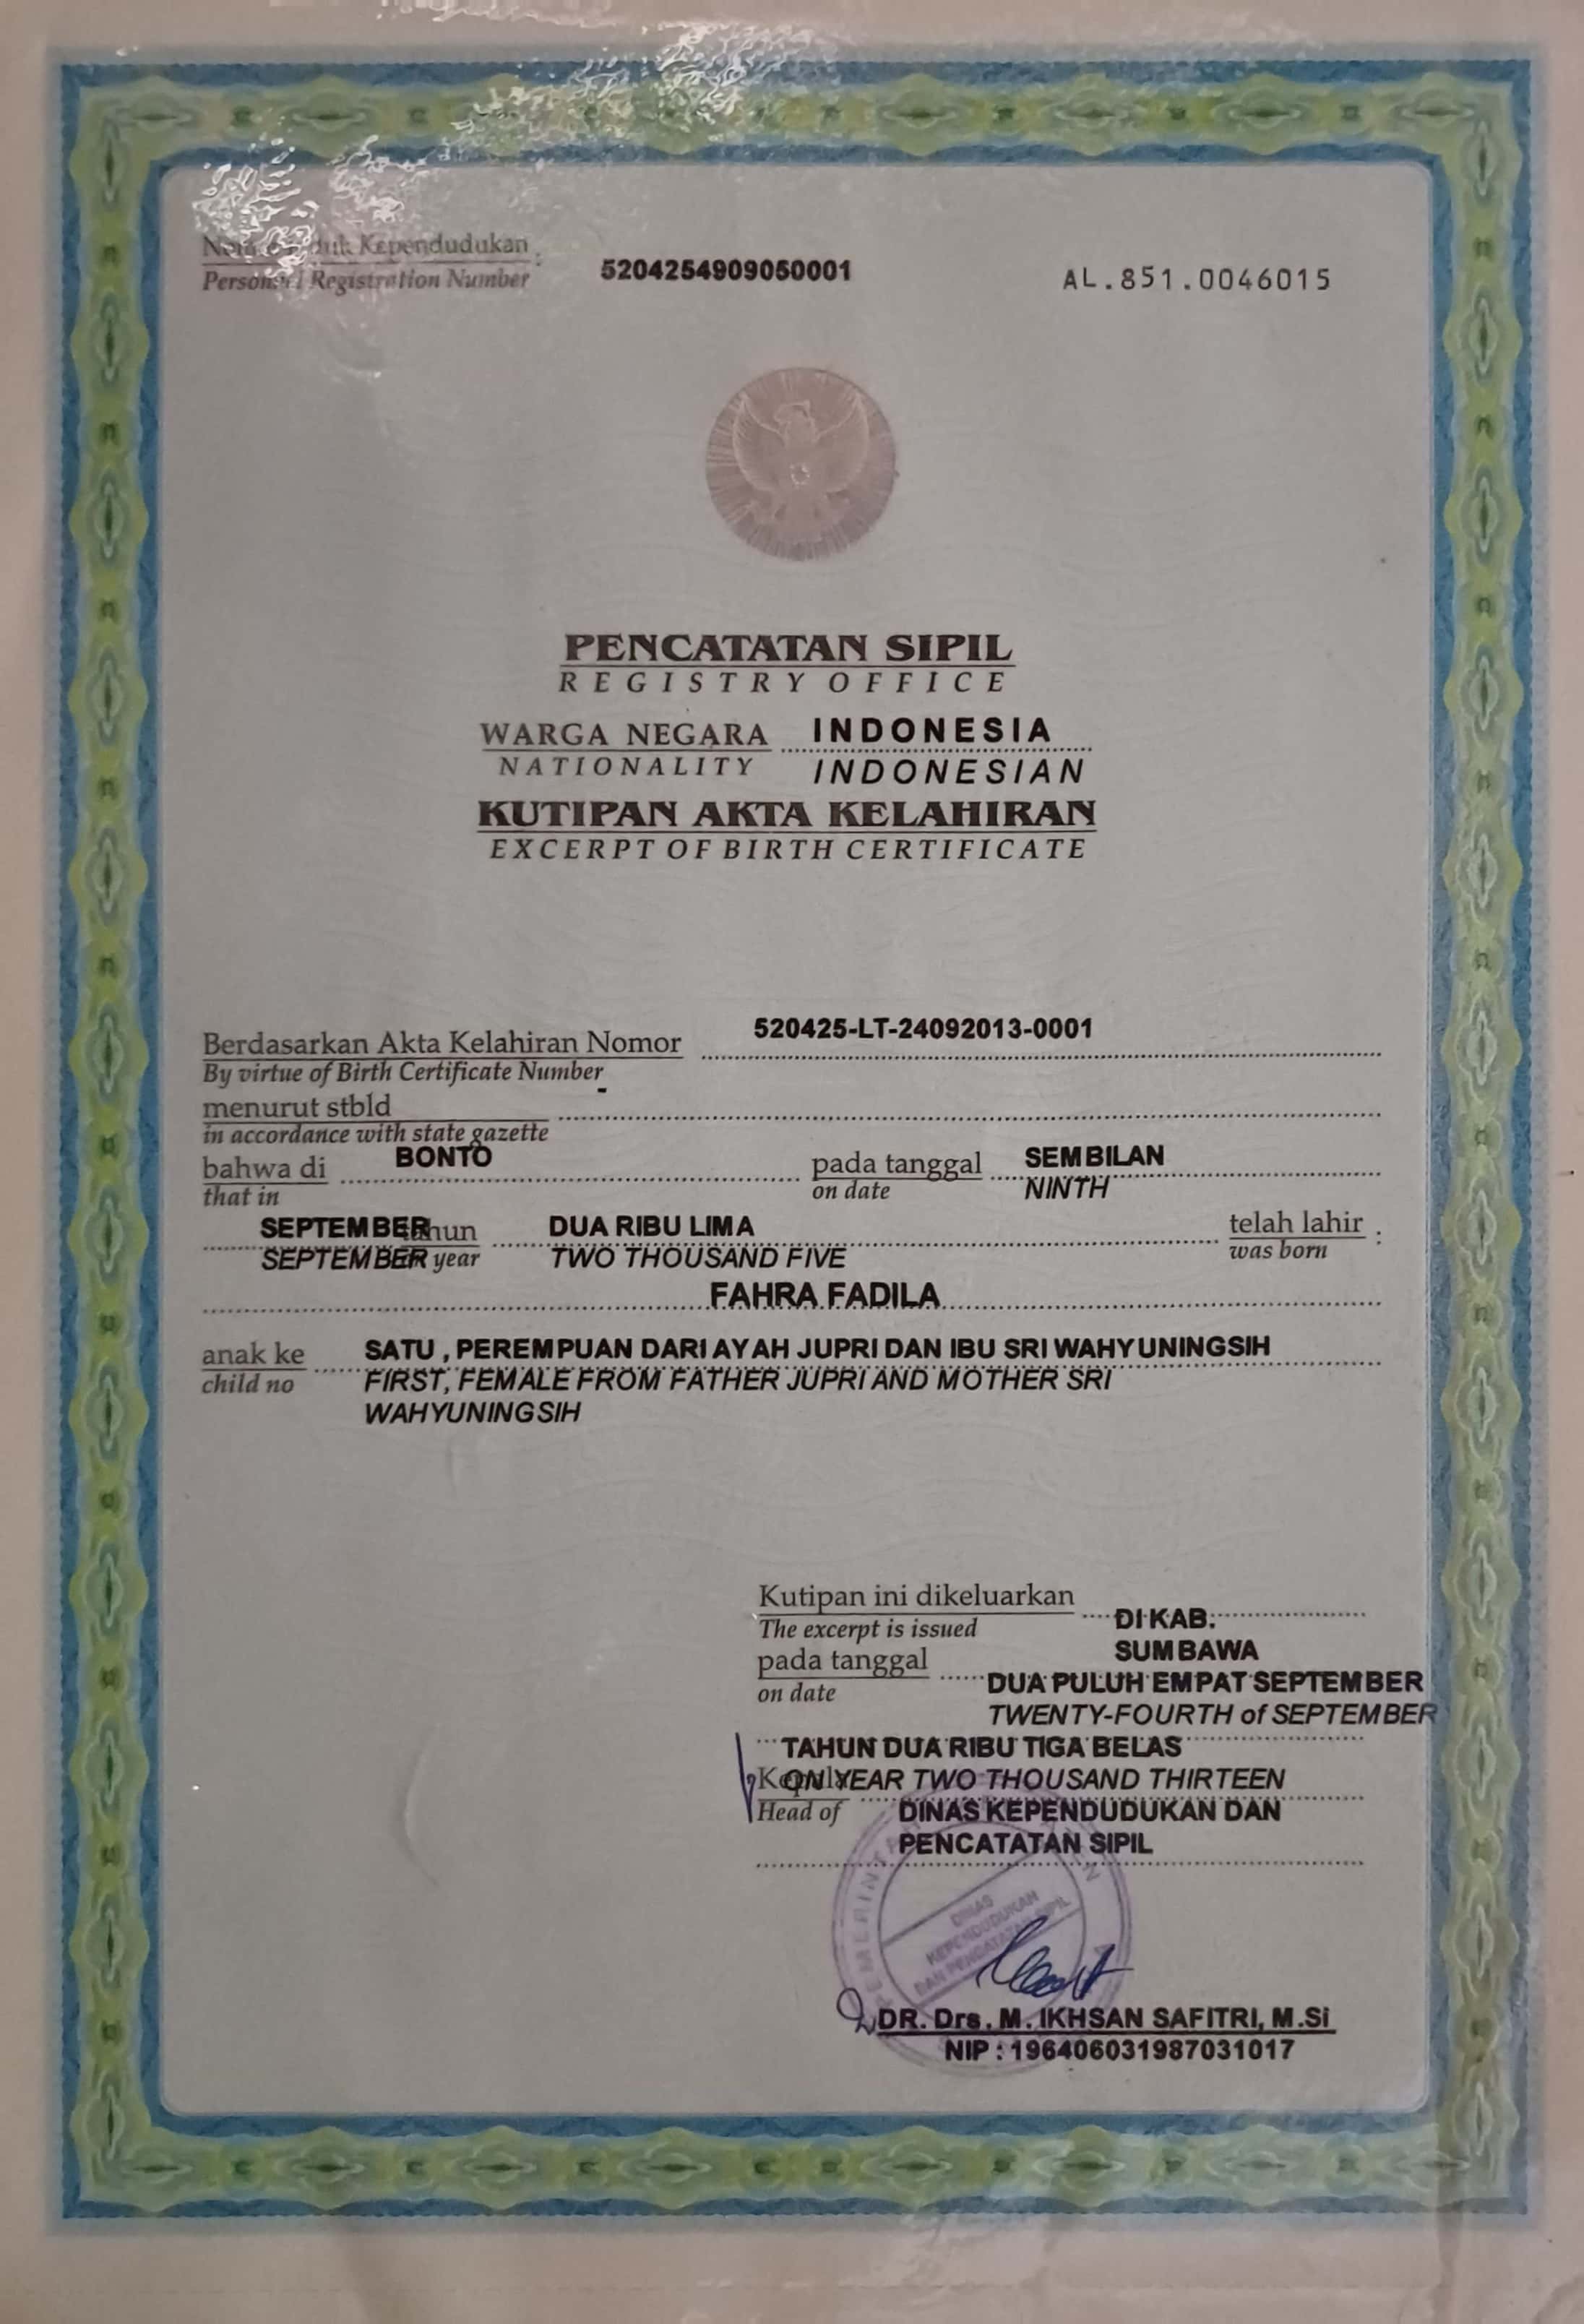 Nomor Induk Kependudukan :
Personal Registration Number
5204254909050001
AL.851.0046015
PENCATATAN SIPIL
REGISTRY OFFICE
WARGA NEGARA INDONESIA
NATIONALITY INDONESIAN
KUTIPAN AKTA KELAHIRAN
EXCERPT OF BIRTH CERTIFICATE
Berdasarkan Akta Kelahiran Nomor 520425-LT-24092013-0001
By virtue of Birth Certificate Number
menurut stbld -
in accordance with state gazette
bahwa di BONTO pada tanggal SEMBILAN
that in on date NINTH
SEPTEMBER tahun DUA RIBU LIMA telah lahir :
SEPTEMBER year TWO THOUSAND FIVE was born
FAHRA FADILA
anak ke SATU , PEREMPUAN DARI AYAH JUPRI DAN IBU SRI WAHYUNINGSIH
child no FIRST, FEMALE FROM FATHER JUPRI AND MOTHER SRI
WAHYUNINGSIH
Kutipan ini dikeluarkan DI KAB.
The excerpt is issued SUMBAWA
pada tanggal DUA PULUH EMPAT SEPTEMBER
on date TWENTY-FOURTH of SEPTEMBER
TAHUN DUA RIBU TIGA BELAS
Kepala ON YEAR TWO THOUSAND THIRTEEN
Head of DINAS KEPENDUDUKAN DAN
PENCATATAN SIPIL
DINAS
KEPENDUDUKAN
DAN PENCATATAN SIPIL
DR. Drs. M. IKHSAN SAFITRI, M.Si
NIP : 196406031987031017